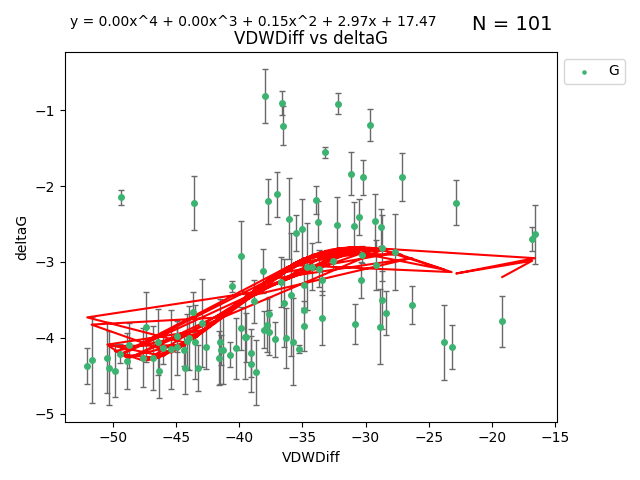 y = 0.00x^4 + 0.00x^3 + 0.15x^2 + 2.97x + 17.47
N = 101
VDWDiff vs deltaG
G
−1
−2
−3
−4
−5
deltaG
−50 −45 −40 −35 −30 −25 −20 −15
VDWDiff